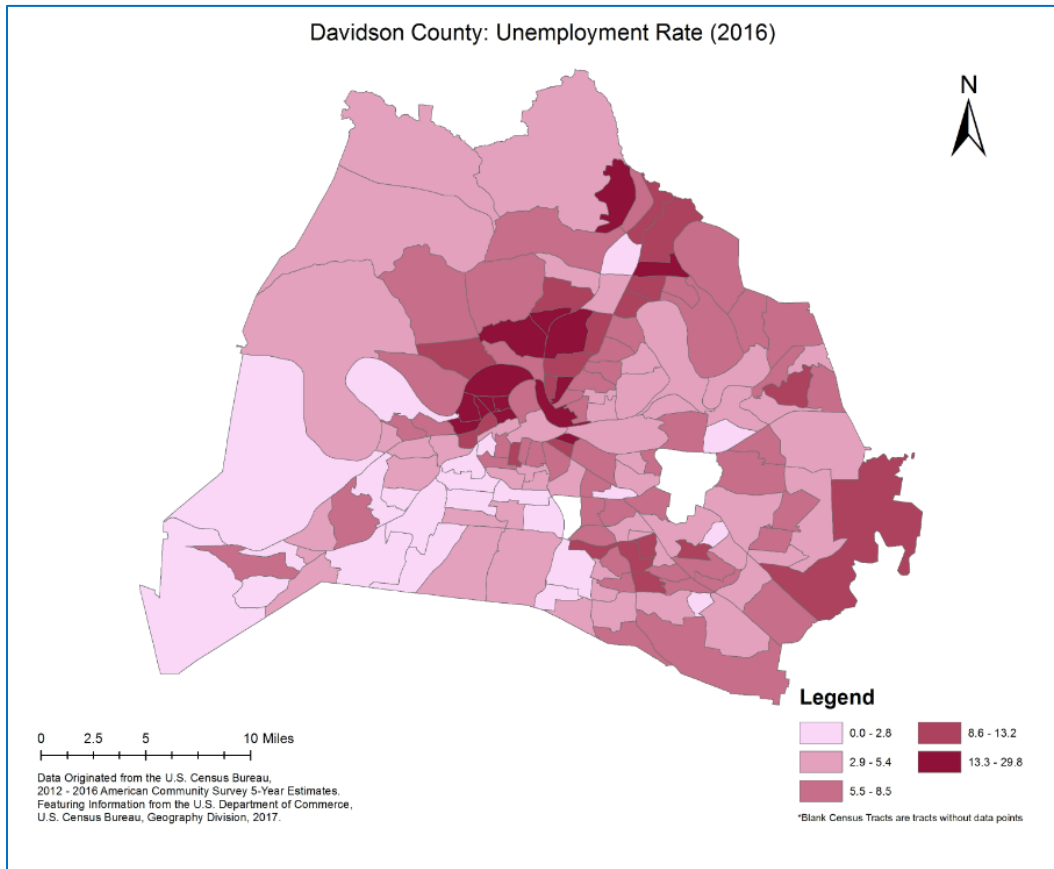 Davidson County: Unemployment Rate (2016)
N
Legend
0.0 - 2.8
8.6 - 13.2
2.9 - 5.4
13.3 - 29.8
5.5 - 8.5
*Blank Census Tracts are tracts without data points
0 2.5 5 10 Miles
Data Originated from the U.S. Census Bureau,
2012 - 2016 American Community Survey 5-Year Estimates.
Featuring Information from the U.S. Department of Commerce,
U.S. Census Bureau, Geography Division, 2017.